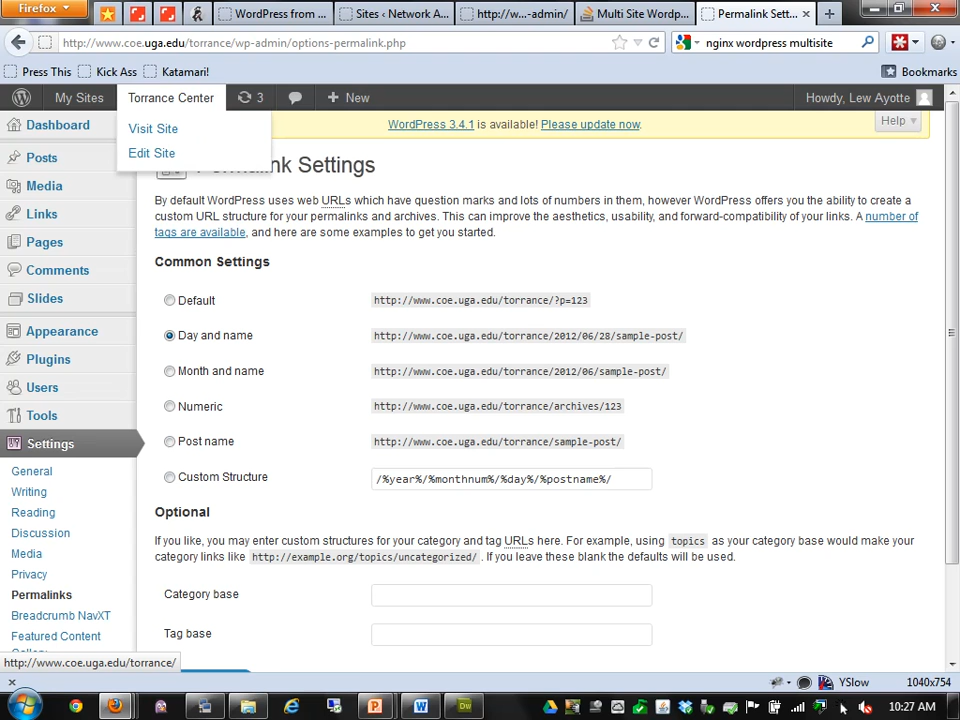 Firefox
WordPress from ...
Sites ‹ Network A...
http://w...-admin/
Multi Site Wordp...
Permalink Sett... ×
http://www.coe.uga.edu/torrance/wp-admin/options-permalink.php
nginx wordpress multisite
Press This
Kick Ass
Katamari!
Bookmarks
My Sites
Torrance Center
3
+ New
Howdy, Lew Ayotte
Visit Site
Edit Site
WordPress 3.4.1 is available! Please update now.
Help
Dashboard
Posts
Media
Links
Pages
Comments
Slides
Appearance
Plugins
Users
Tools
Settings
General
Writing
Reading
Discussion
Media
Privacy
Permalinks
Breadcrumb NavXT
Featured Content
Permalink Settings
By default WordPress uses web URLs which have question marks and lots of numbers in them, however WordPress offers you the ability to create a
custom URL structure for your permalinks and archives. This can improve the aesthetics, usability, and forward-compatibility of your links. A number of
tags are available, and here are some examples to get you started.
Common Settings
Default http://www.coe.uga.edu/torrance/?p=123
Day and name http://www.coe.uga.edu/torrance/2012/06/28/sample-post/
Month and name http://www.coe.uga.edu/torrance/2012/06/sample-post/
Numeric http://www.coe.uga.edu/torrance/archives/123
Post name http://www.coe.uga.edu/torrance/sample-post/
Custom Structure /%year%/%monthnum%/%day%/%postname%/
Optional
If you like, you may enter custom structures for your category and tag URLs here. For example, using topics as your category base would make your
category links like http://example.org/topics/uncategorized/ . If you leave these blank the defaults will be used.
Category base
Tag base
http://www.coe.uga.edu/torrance/
×
YSlow
1040x754
10:27 AM